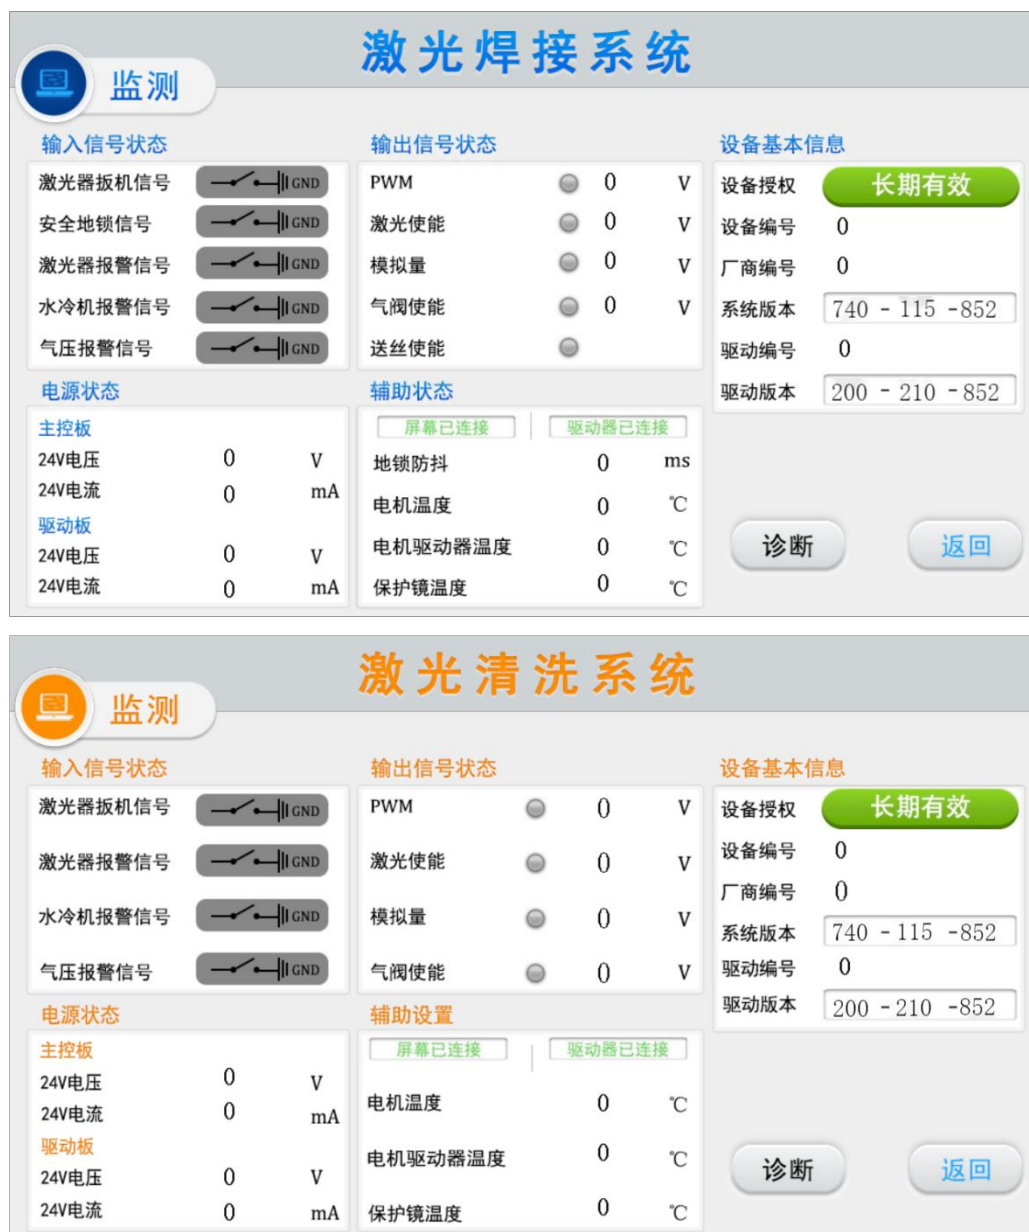 激光焊接系统
监测
输入信号状态
激光器扳机信号 GND
安全地锁信号 GND
激光器报警信号 GND
水冷机报警信号 GND
气压报警信号 GND
输出信号状态
PWM 0 V
激光使能 0 V
模拟量 0 V
气阀使能 0 V
送丝使能
设备基本信息
设备授权 长期有效
设备编号 0
厂商编号 0
系统版本 740 - 115 -852
驱动编号 0
驱动版本 200 - 210 -852
电源状态
主控板
24V电压 0 V
24V电流 0 mA
驱动板
24V电压 0 V
24V电流 0 mA
辅助状态
屏幕已连接 驱动器已连接
地锁防抖 0 ms
电机温度 0 ℃
电机驱动器温度 0 ℃
保护镜温度 0 ℃
诊断 返回
激光清洗系统
监测
输入信号状态
激光器扳机信号 GND
激光器报警信号 GND
水冷机报警信号 GND
气压报警信号 GND
输出信号状态
PWM 0 V
激光使能 0 V
模拟量 0 V
气阀使能 0 V
设备基本信息
设备授权 长期有效
设备编号 0
厂商编号 0
系统版本 740 - 115 -852
驱动编号 0
驱动版本 200 - 210 -852
电源状态
主控板
24V电压 0 V
24V电流 0 mA
驱动板
24V电压 0 V
24V电流 0 mA
辅助设置
屏幕已连接 驱动器已连接
电机温度 0 ℃
电机驱动器温度 0 ℃
保护镜温度 0 ℃
诊断 返回